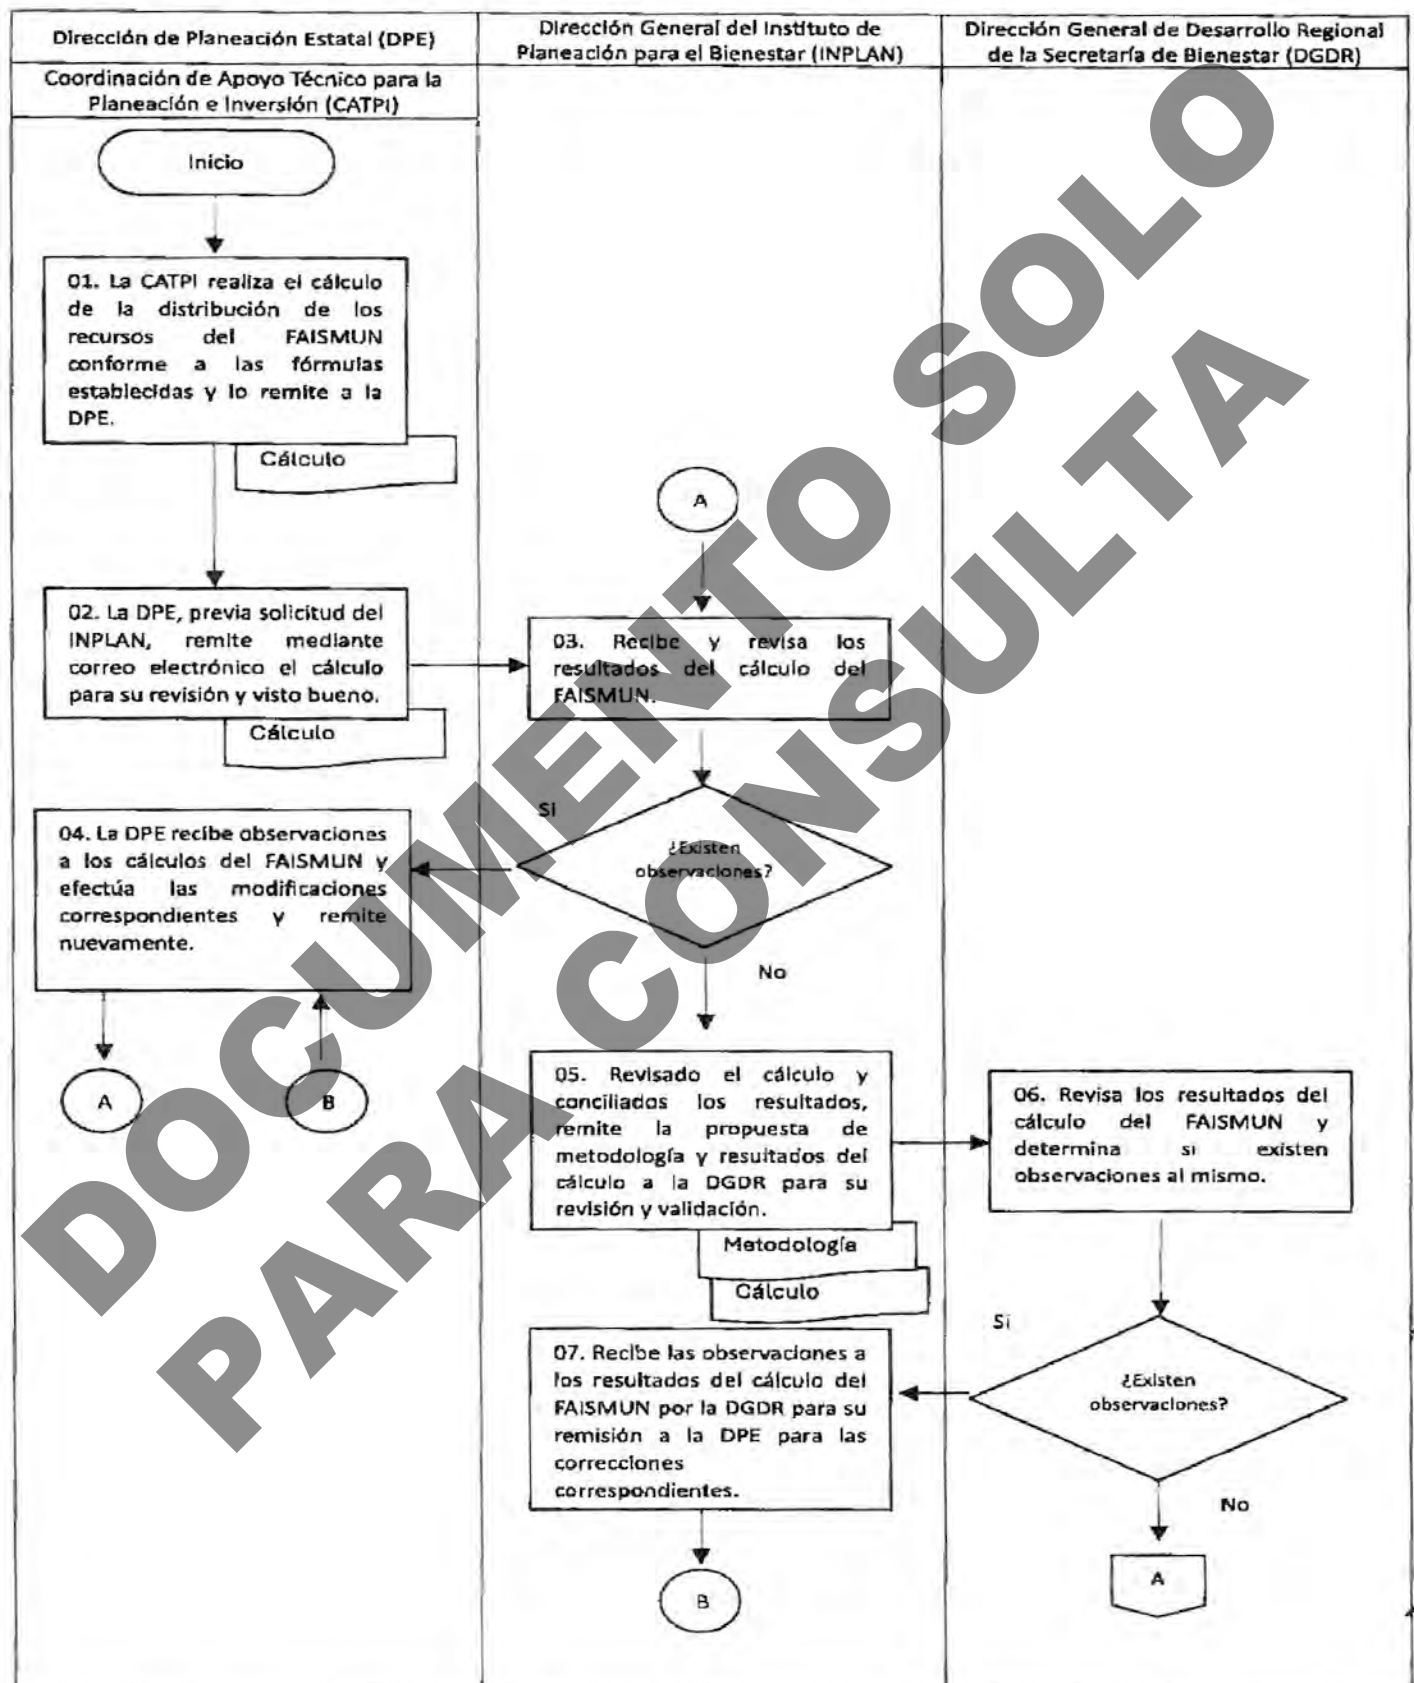 Dirección de Planeación Estatal (DPE)
Dirección General del Instituto de
Planeación para el Bienestar (INPLAN)
Dirección General de Desarrollo Regional
de la Secretaría de Bienestar (DGDR)
Coordinación de Apoyo Técnico para la
Planeación e Inversión (CATPI)
Inicio
01. La CATPI realiza el cálculo
de la distribución de los
recursos del FAISMUN
conforme a las fórmulas
establecidas y lo remite a la
DPE.
Cálculo
02. La DPE, previa solicitud del
INPLAN, remite mediante
correo electrónico el cálculo
para su revisión y visto bueno.
Cálculo
A
03. Recibe y revisa los
resultados del cálculo del
FAISMUN.
Si
¿Existen
observaciones?
No
04. La DPE recibe observaciones
a los cálculos del FAISMUN y
efectúa las modificaciones
correspondientes y remite
nuevamente.
A
B
05. Revisado el cálculo y
conciliados los resultados,
remite la propuesta de
metodología y resultados del
cálculo a la DGDR para su
revisión y validación.
Metodología
Cálculo
06. Revisa los resultados del
cálculo del FAISMUN y
determina si existen
observaciones al mismo.
Si
¿Existen
observaciones?
No
07. Recibe las observaciones a
los resultados del cálculo del
FAISMUN por la DGDR para su
remisión a la DPE para las
correcciones
correspondientes.
B
A
DOCUMENTO SOLO
PARA CONSULTA